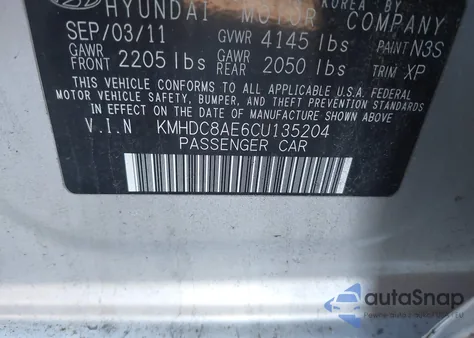 KOREA BY
HYUNDAI MOTOR COMPANY
SEP/03/11 GVWR 4145 lbs PAINT N3S
GAWR FRONT 2205 lbs GAWR REAR 2050 lbs TRIM XP
THIS VEHICLE CONFORMS TO ALL APPLICABLE U.S.A. FEDERAL
MOTOR VEHICLE SAFETY, BUMPER, AND THEFT PREVENTION STANDARDS
IN EFFECT ON THE DATE OF MANUFACTURE SHOWN ABOVE.
V.I.N KMHDC8AE6CU135204
PASSENGER CAR
autoSnap